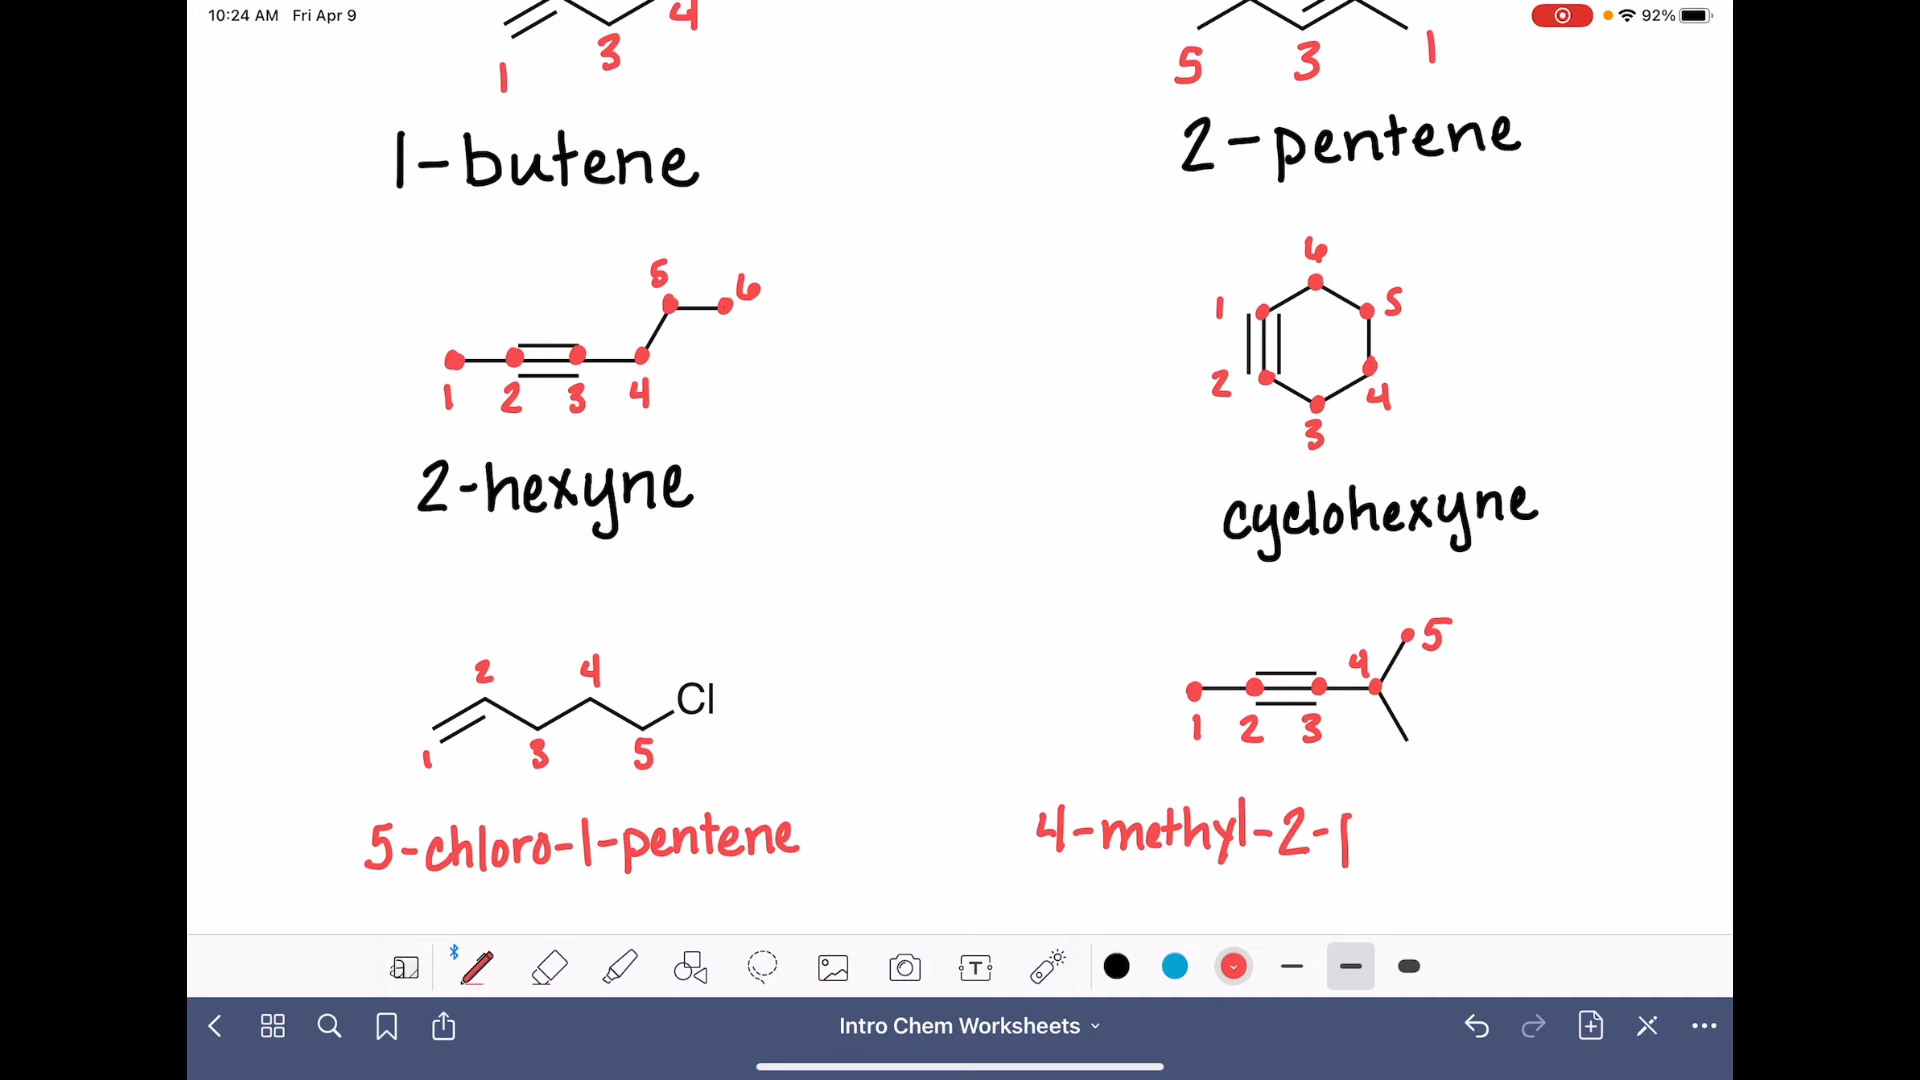 10:24 AM Fri Apr 9
92%
4
3
1
5
3
1
1-butene
2-pentene
5
6
1
2
3
4
2-hexyne
6
1
5
2
4
3
cyclohexyne
2
4
Cl
1
3
5
5-chloro-1-pentene
5
4
1
2
3
4-methyl-2-p
T
Intro Chem Worksheets